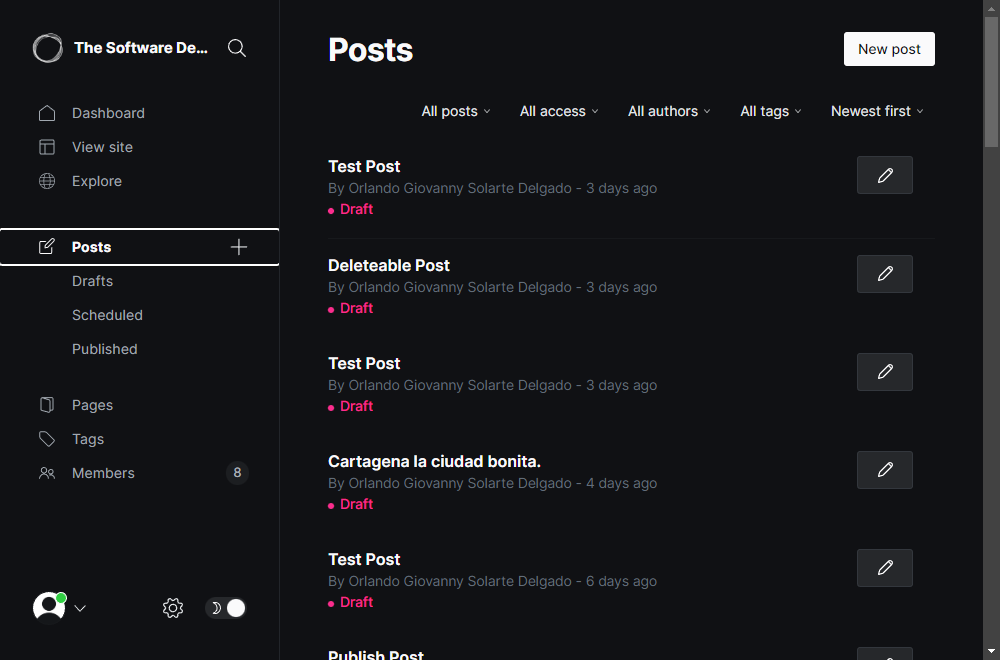 The Software De...
Dashboard
View site
Explore
Posts
Drafts
Scheduled
Published
Pages
Tags
Members
8
Posts
New post
All posts
All access
All authors
All tags
Newest first
Test Post
By Orlando Giovanny Solarte Delgado - 3 days ago
Draft
Deleteable Post
By Orlando Giovanny Solarte Delgado - 3 days ago
Draft
Test Post
By Orlando Giovanny Solarte Delgado - 3 days ago
Draft
Cartagena la ciudad bonita.
By Orlando Giovanny Solarte Delgado - 4 days ago
Draft
Test Post
By Orlando Giovanny Solarte Delgado - 6 days ago
Draft
Publish Post